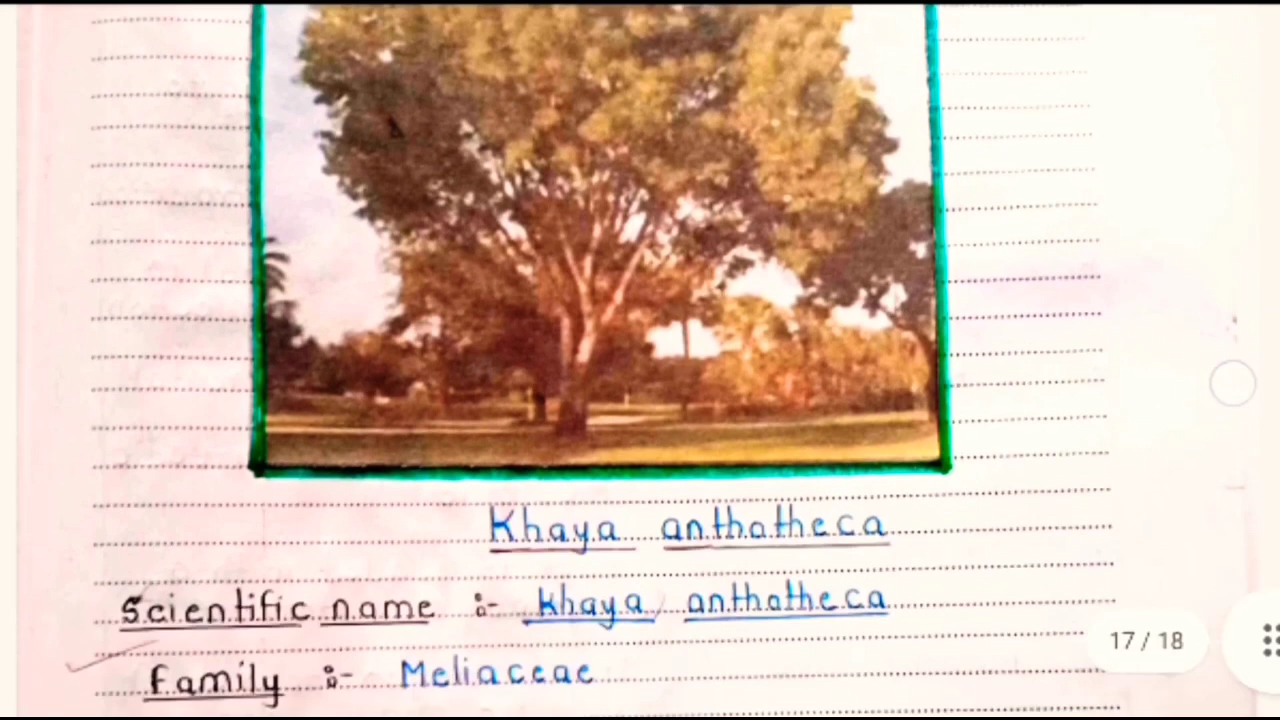 Khaya anthotheca
Scientific name :- khaya anthotheca
17 / 18
family :- Meliaceae